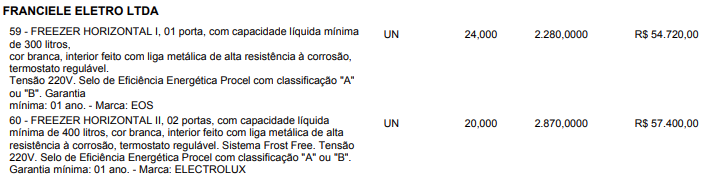 FRANCIELE ELETRO LTDA
59 - FREEZER HORIZONTAL I, 01 porta, com capacidade líquida mínima UN 24,000 2.280,0000 R$ 54.720,00
de 300 litros,
cor branca, interior feito com liga metálica de alta resistência à corrosão,
termostato regulável.
Tensão 220V. Selo de Eficiência Energética Procel com classificação "A"
ou "B". Garantia
mínima: 01 ano. - Marca: EOS
60 - FREEZER HORIZONTAL II, 02 portas, com capacidade líquida UN 20,000 2.870,0000 R$ 57.400,00
mínima de 400 litros, cor branca, interior feito com liga metálica de alta
resistência à corrosão, termostato regulável. Sistema Frost Free. Tensão
220V. Selo de Eficiência Energética Procel com classificação "A" ou "B".
Garantia mínima: 01 ano. - Marca: ELECTROLUX